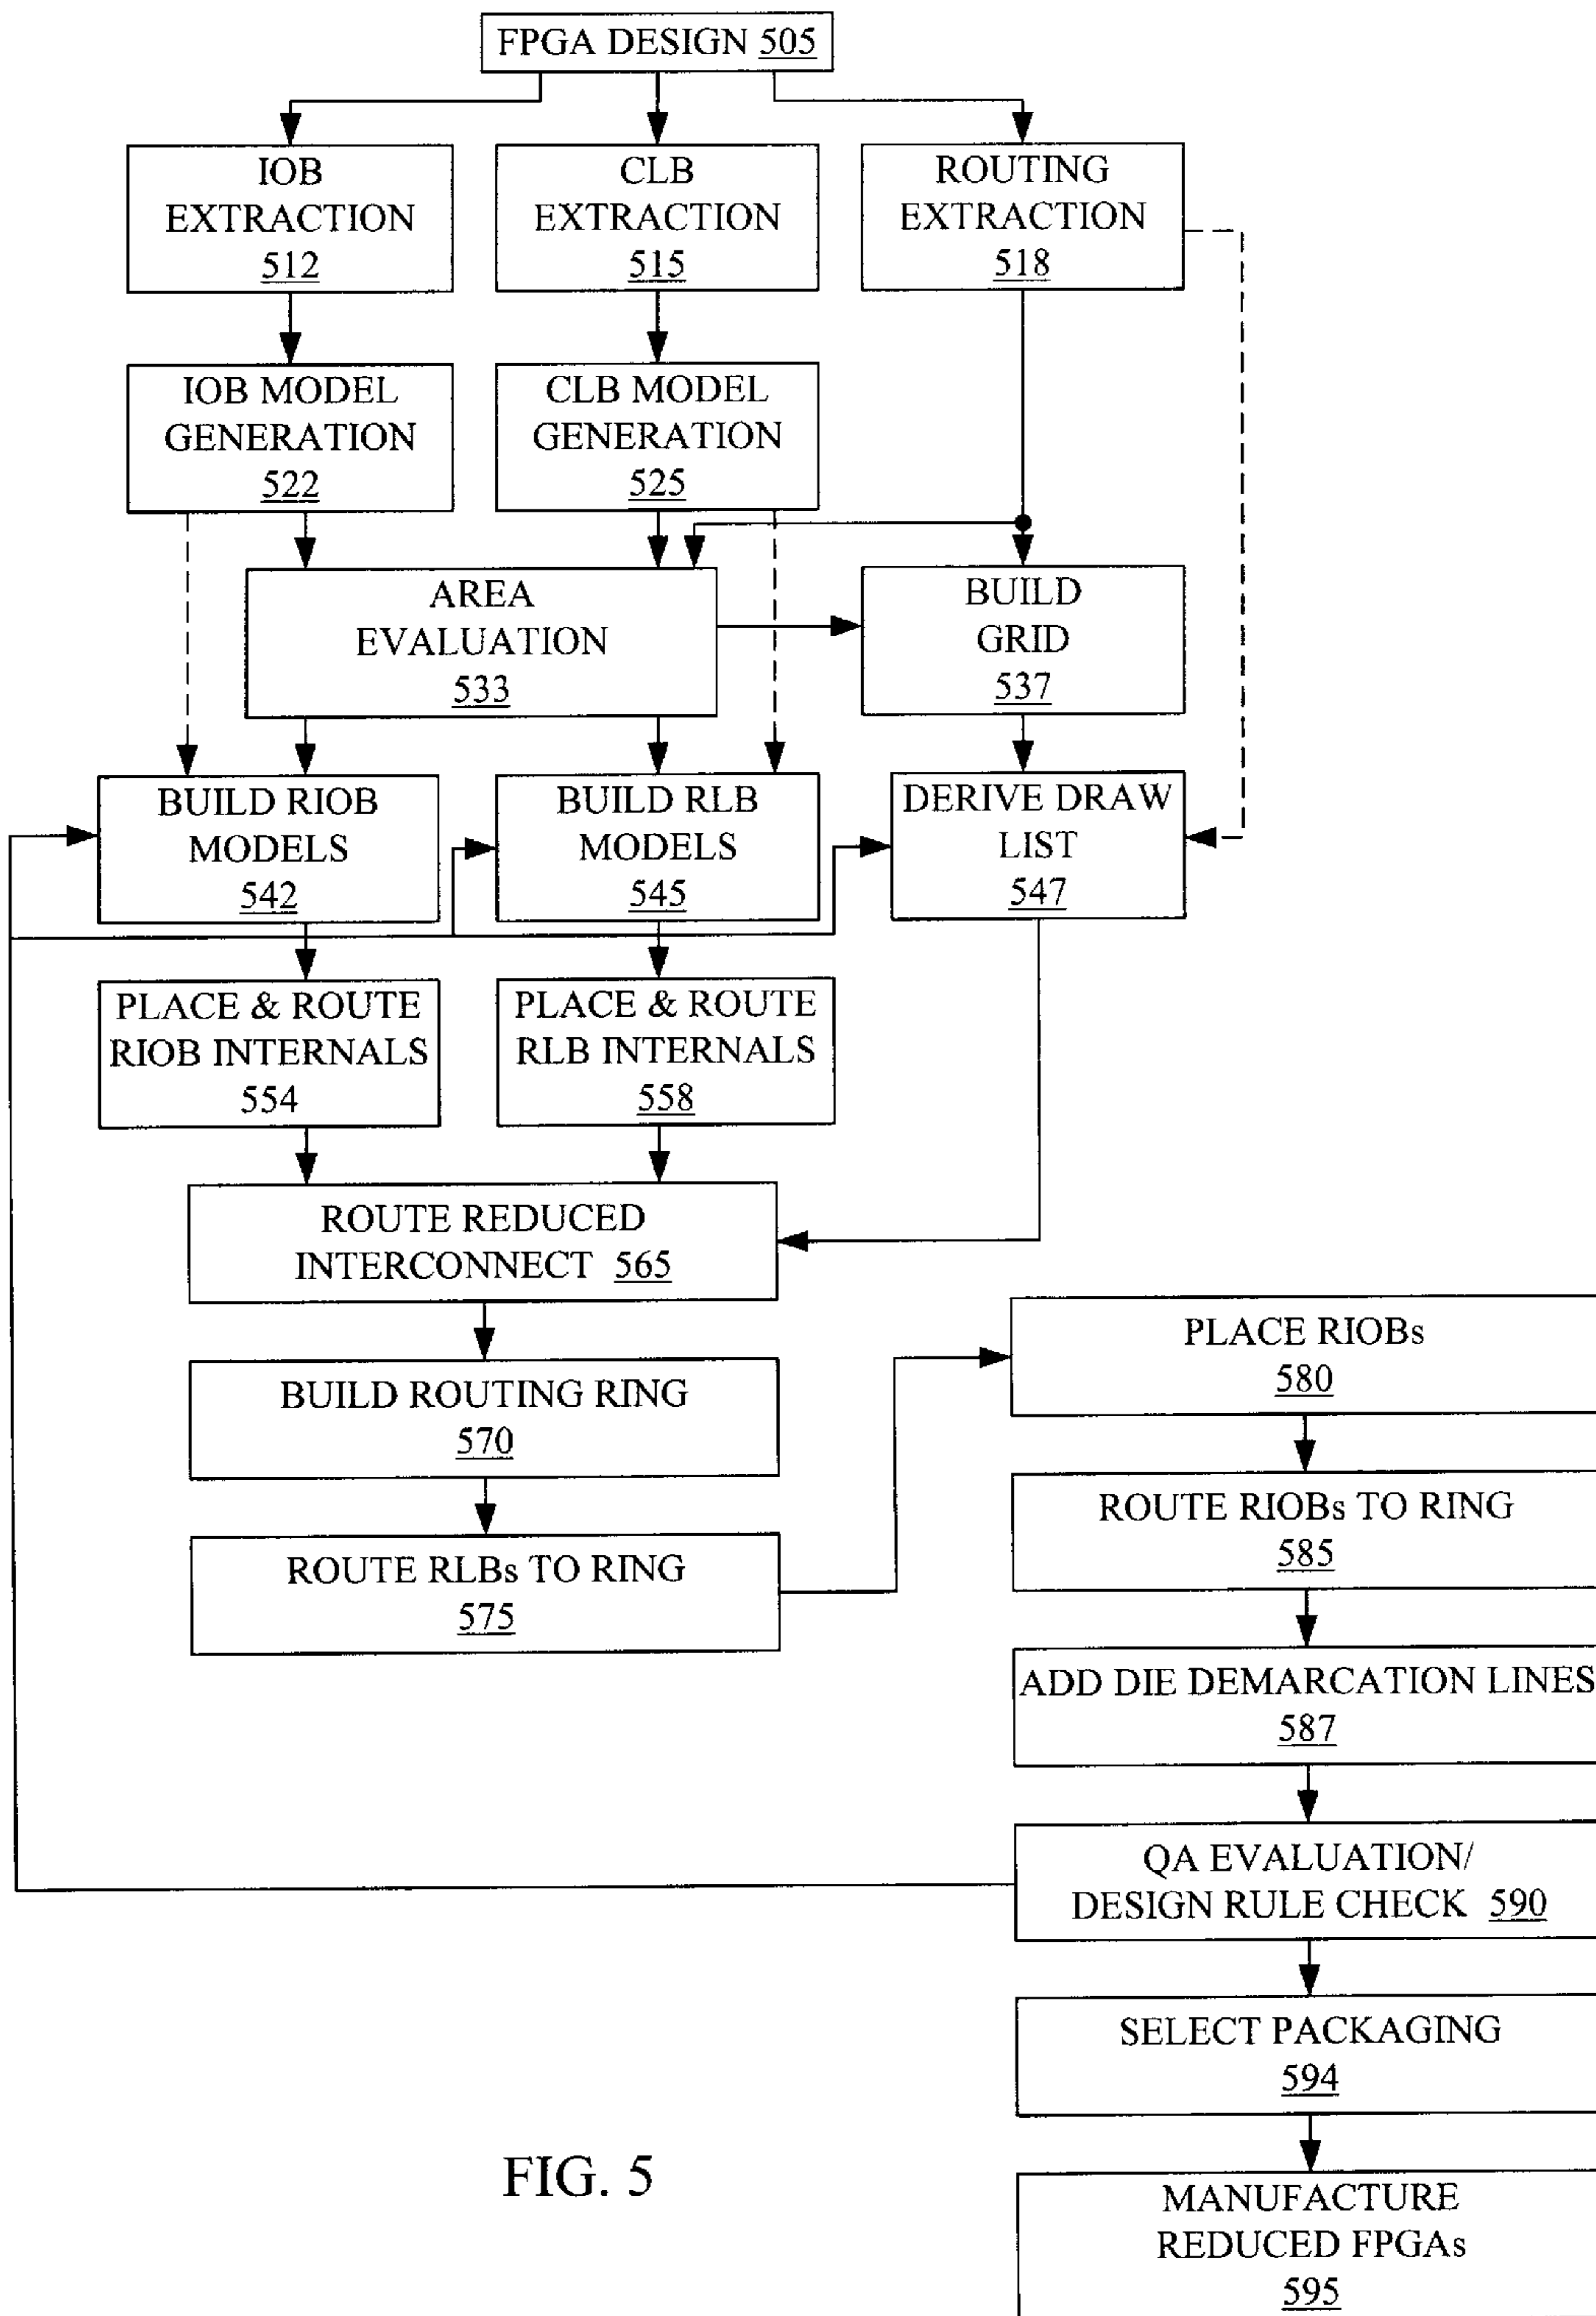 FPGA DESIGN 505
IOB
EXTRACTION
512
CLB
EXTRACTION
515
ROUTING
EXTRACTION
518
IOB MODEL
GENERATION
522
CLB MODEL
GENERATION
525
AREA
EVALUATION
533
BUILD
GRID
537
BUILD RIOB
MODELS
542
BUILD RLB
MODELS
545
DERIVE DRAW
LIST
547
PLACE & ROUTE
RIOB INTERNALS
554
PLACE & ROUTE
RLB INTERNALS
558
ROUTE REDUCED
INTERCONNECT 565
BUILD ROUTING RING
570
ROUTE RLBs TO RING
575
PLACE RIOBs
580
ROUTE RIOBs TO RING
585
ADD DIE DEMARCATION LINES
587
QA EVALUATION/
DESIGN RULE CHECK 590
SELECT PACKAGING
594
MANUFACTURE
REDUCED FPGAs
595
FIG. 5